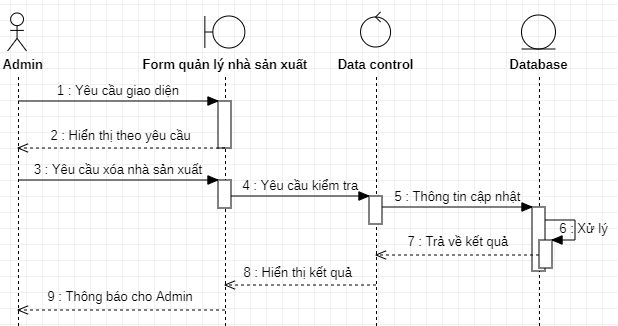 Admin
Form quản lý nhà sản xuất
Data control
Database
1 : Yêu cầu giao diện
2 : Hiển thị theo yêu cầu
3 : Yêu cầu xóa nhà sản xuất
4 : Yêu cầu kiểm tra
5 : Thông tin cập nhật
6 : Xử lý
7 : Trả về kết quả
8 : Hiển thị kết quả
9 : Thông báo cho Admin